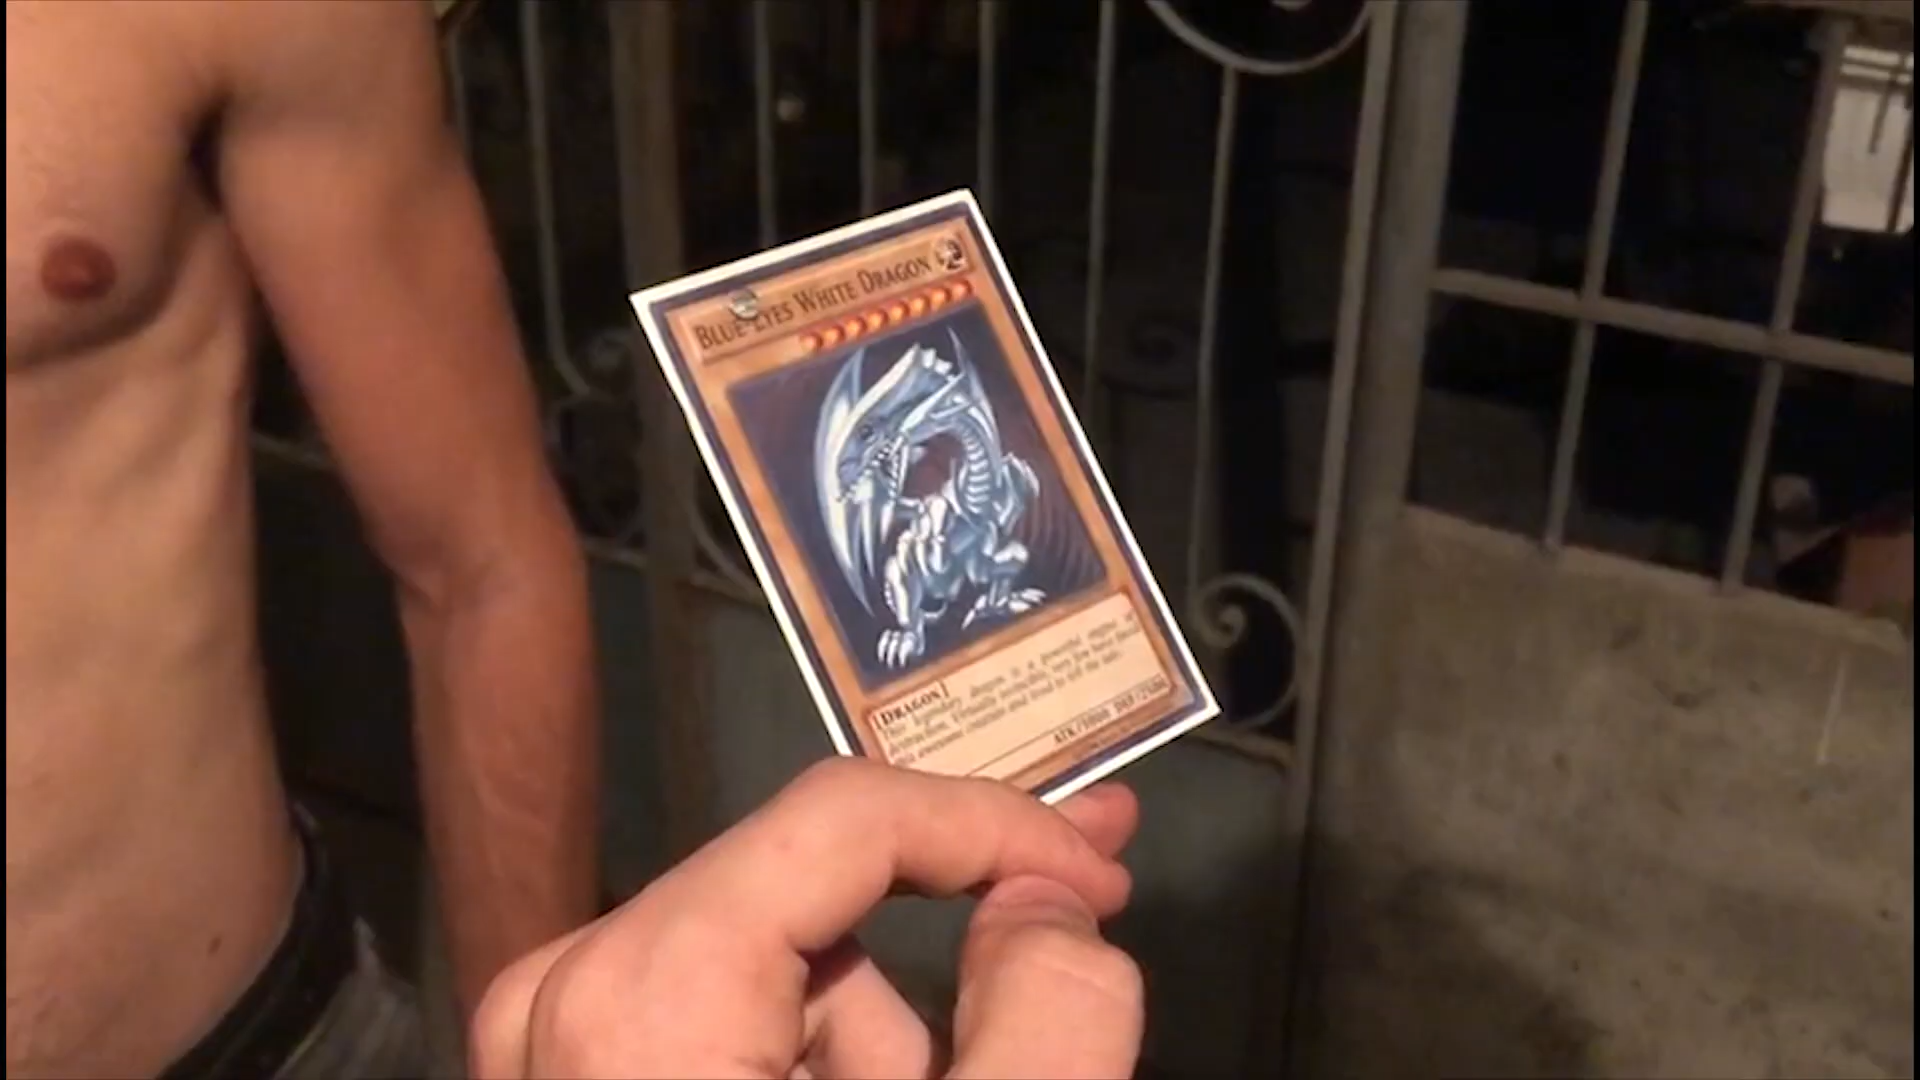 BLUE-EYES WHITE DRAGON
[DRAGON]
This legendary dragon is a powerful engine of
destruction. Virtually invincible, very few have faced
this awesome creature and lived to tell the tale.
ATK/3000 DEF/2500